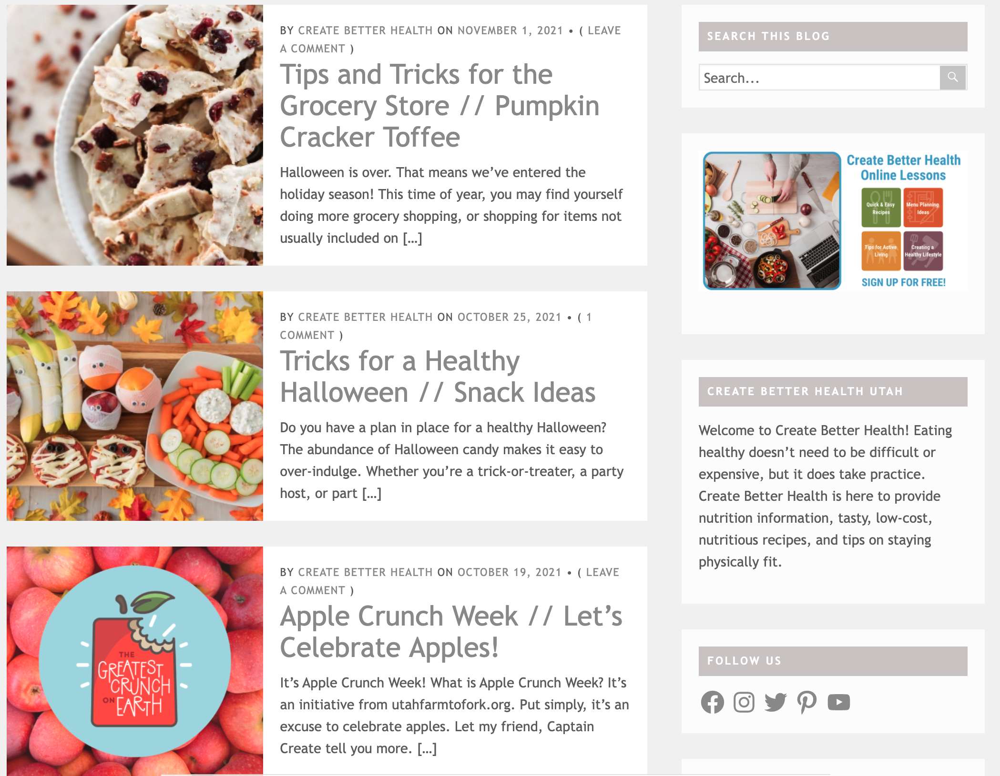 BY CREATE BETTER HEALTH ON NOVEMBER 1, 2021 • ( LEAVE
A COMMENT )
Tips and Tricks for the
Grocery Store // Pumpkin
Cracker Toffee
Halloween is over. That means we’ve entered the
holiday season! This time of year, you may find yourself
doing more grocery shopping, or shopping for items not
usually included on […]
BY CREATE BETTER HEALTH ON OCTOBER 25, 2021 • ( 1
COMMENT )
Tricks for a Healthy
Halloween // Snack Ideas
Do you have a plan in place for a healthy Halloween?
The abundance of Halloween candy makes it easy to
over-indulge. Whether you’re a trick-or-treater, a party
host, or part […]
THE
GREATEST
CRUNCH
ON EARTH
BY CREATE BETTER HEALTH ON OCTOBER 19, 2021 • ( LEAVE
A COMMENT )
Apple Crunch Week // Let’s
Celebrate Apples!
It’s Apple Crunch Week! What is Apple Crunch Week? It’s
an initiative from utahfarmtofork.org. Put simply, it’s an
excuse to celebrate apples. Let my friend, Captain
Create tell you more. […]
SEARCH THIS BLOG
Search…
Create Better Health
Online Lessons
Quick & Easy
Recipes
Menu Planning
Ideas
Tips for Active
Living
Creating a
Healthy Lifestyle
SIGN UP FOR FREE!
CREATE BETTER HEALTH UTAH
Welcome to Create Better Health! Eating
healthy doesn’t need to be difficult or
expensive, but it does take practice.
Create Better Health is here to provide
nutrition information, tasty, low-cost,
nutritious recipes, and tips on staying
physically fit.
FOLLOW US